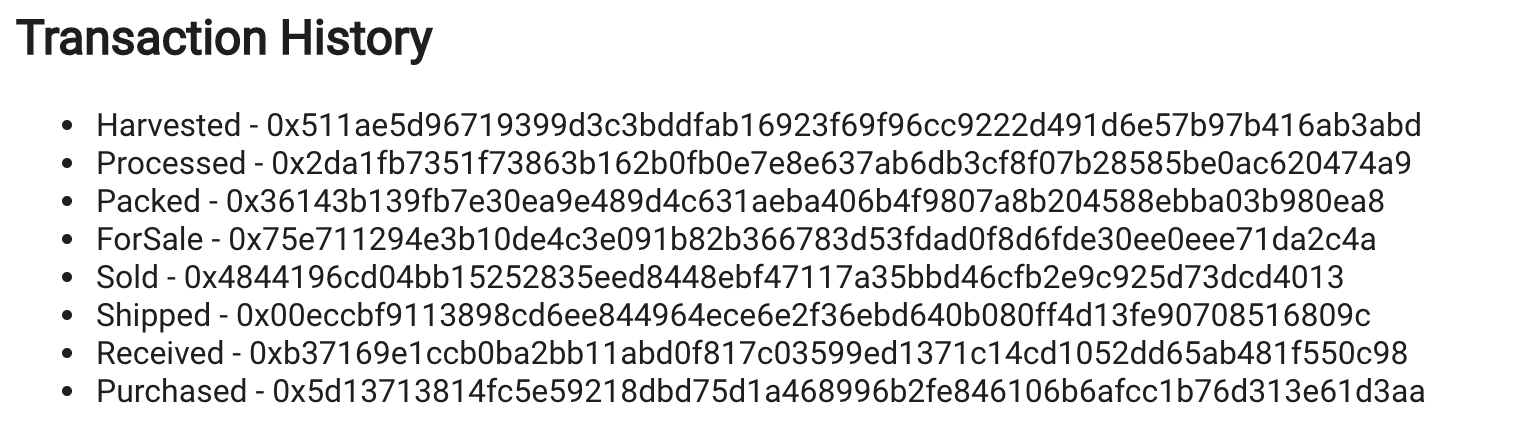 Transaction History
• Harvested - 0x511ae5d96719399d3c3bddfab16923f69f96cc9222d491d6e57b97b416ab3abd
• Processed - 0x2da1fb7351f73863b162b0fb0e7e8e637ab6db3cf8f07b28585be0ac620474a9
• Packed - 0x36143b139fb7e30ea9e489d4c631aeba406b4f9807a8b204588ebba03b980ea8
• ForSale - 0x75e711294e3b10de4c3e091b82b366783d53fdad0f8d6fde30ee0eee71da2c4a
• Sold - 0x4844196cd04bb15252835eed8448ebf47117a35bbd46cfb2e9c925d73dcd4013
• Shipped - 0x00eccbf9113898cd6ee844964ece6e2f36ebd640b080ff4d13fe90708516809c
• Received - 0xb37169e1ccb0ba2bb11abd0f817c03599ed1371c14cd1052dd65ab481f550c98
• Purchased - 0x5d13713814fc5e59218dbd75d1a468996b2fe846106b6afcc1b76d313e61d3aa